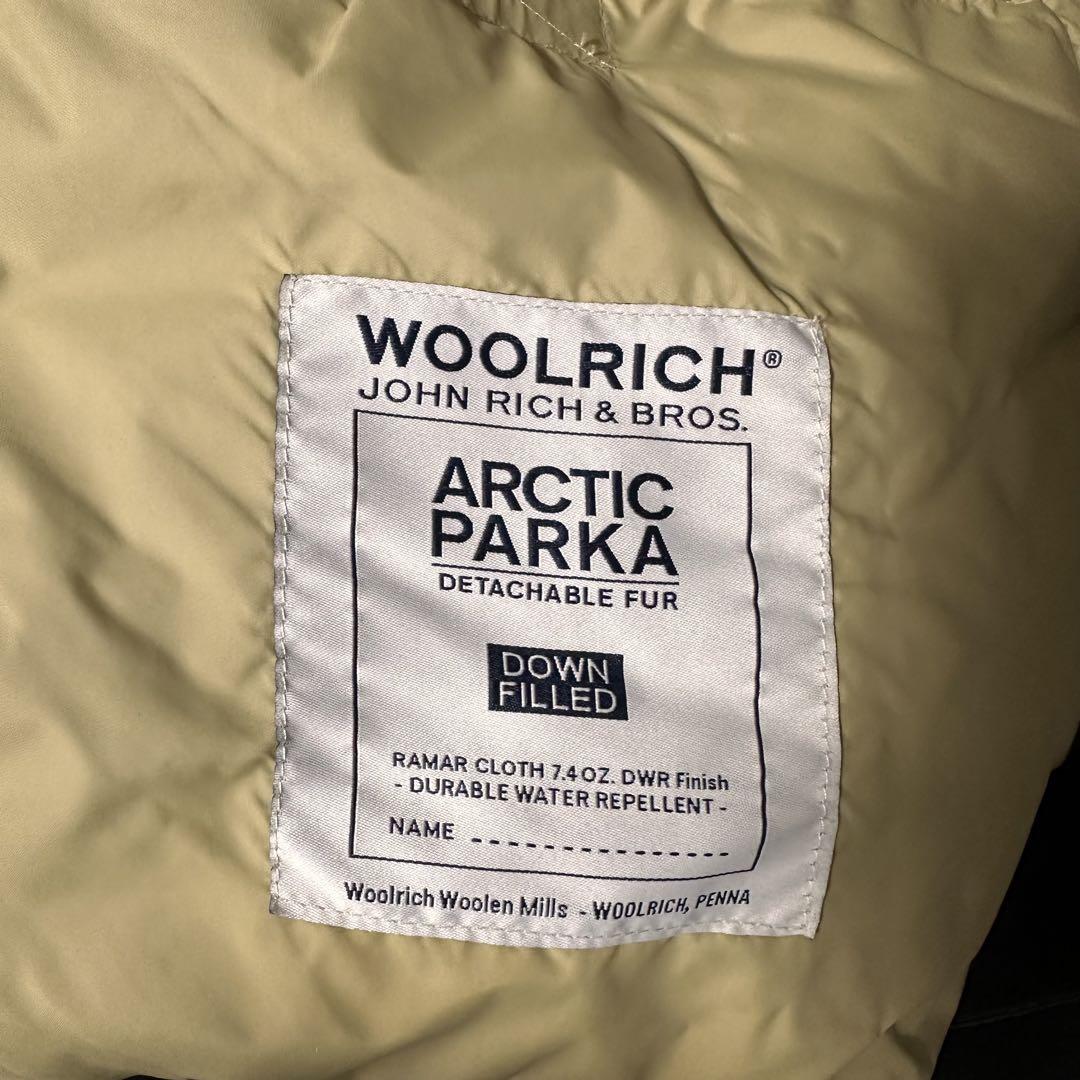 WOOLRICH®
JOHN RICH & BROS.
ARCTIC
PARKA
DETACHABLE FUR
DOWN
FILLED
RAMAR CLOTH 7.4 OZ. DWR Finish
- DURABLE WATER REPELLENT -
NAME _ _ _ _ _ _ _ _ _ _ _ _ _ _ _
Woolrich Woolen Mills - WOOLRICH, PENNA